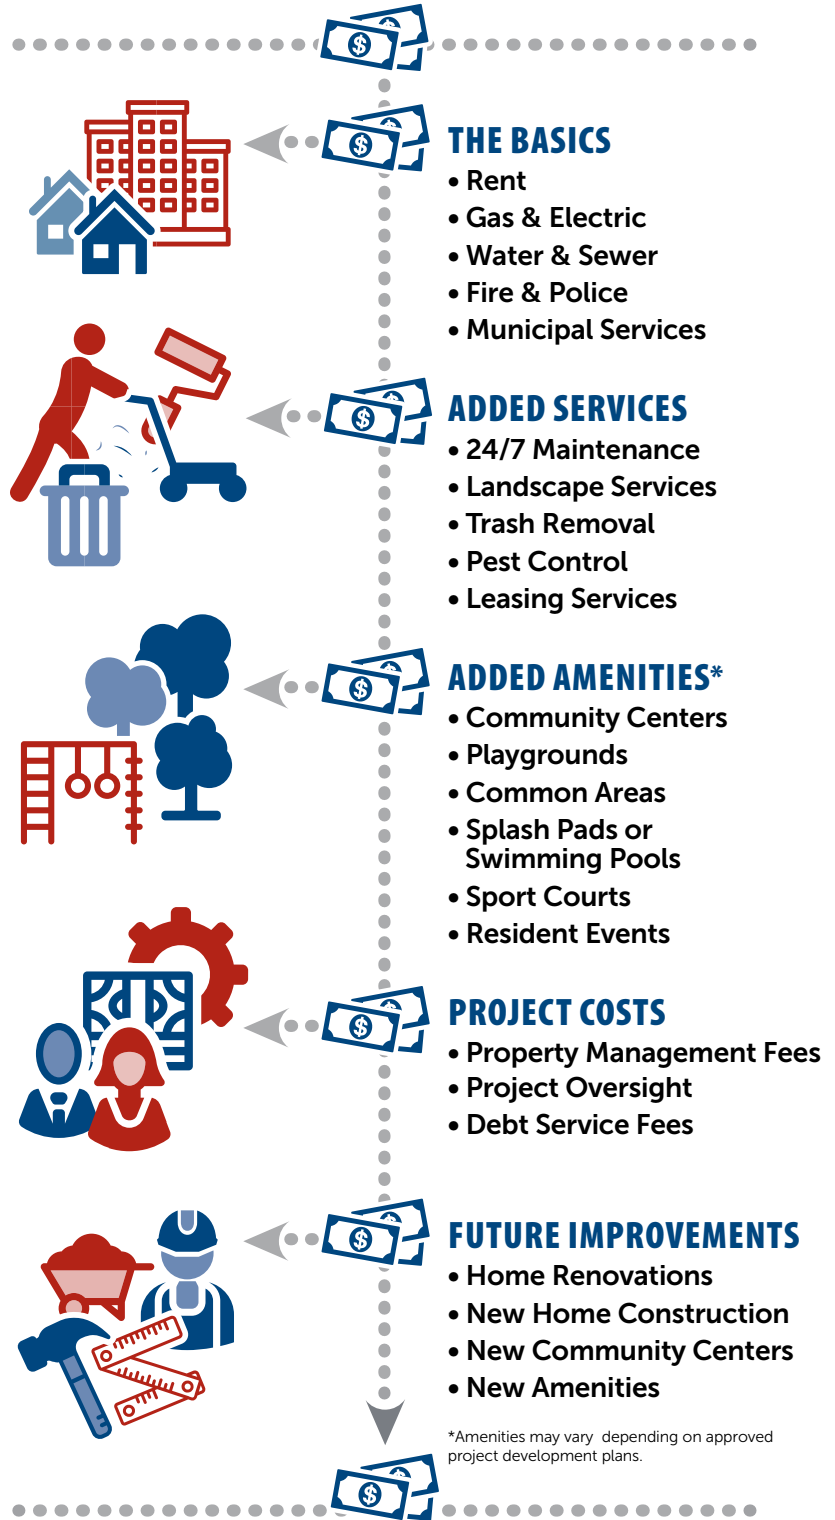 THE BASICS
• Rent
• Gas & Electric
• Water & Sewer
• Fire & Police
• Municipal Services
ADDED SERVICES
• 24/7 Maintenance
• Landscape Services
• Trash Removal
• Pest Control
• Leasing Services
ADDED AMENITIES*
• Community Centers
• Playgrounds
• Common Areas
• Splash Pads or
Swimming Pools
• Sport Courts
• Resident Events
PROJECT COSTS
• Property Management Fees
• Project Oversight
• Debt Service Fees
FUTURE IMPROVEMENTS
• Home Renovations
• New Home Construction
• New Community Centers
• New Amenities
*Amenities may vary depending on approved
project development plans.